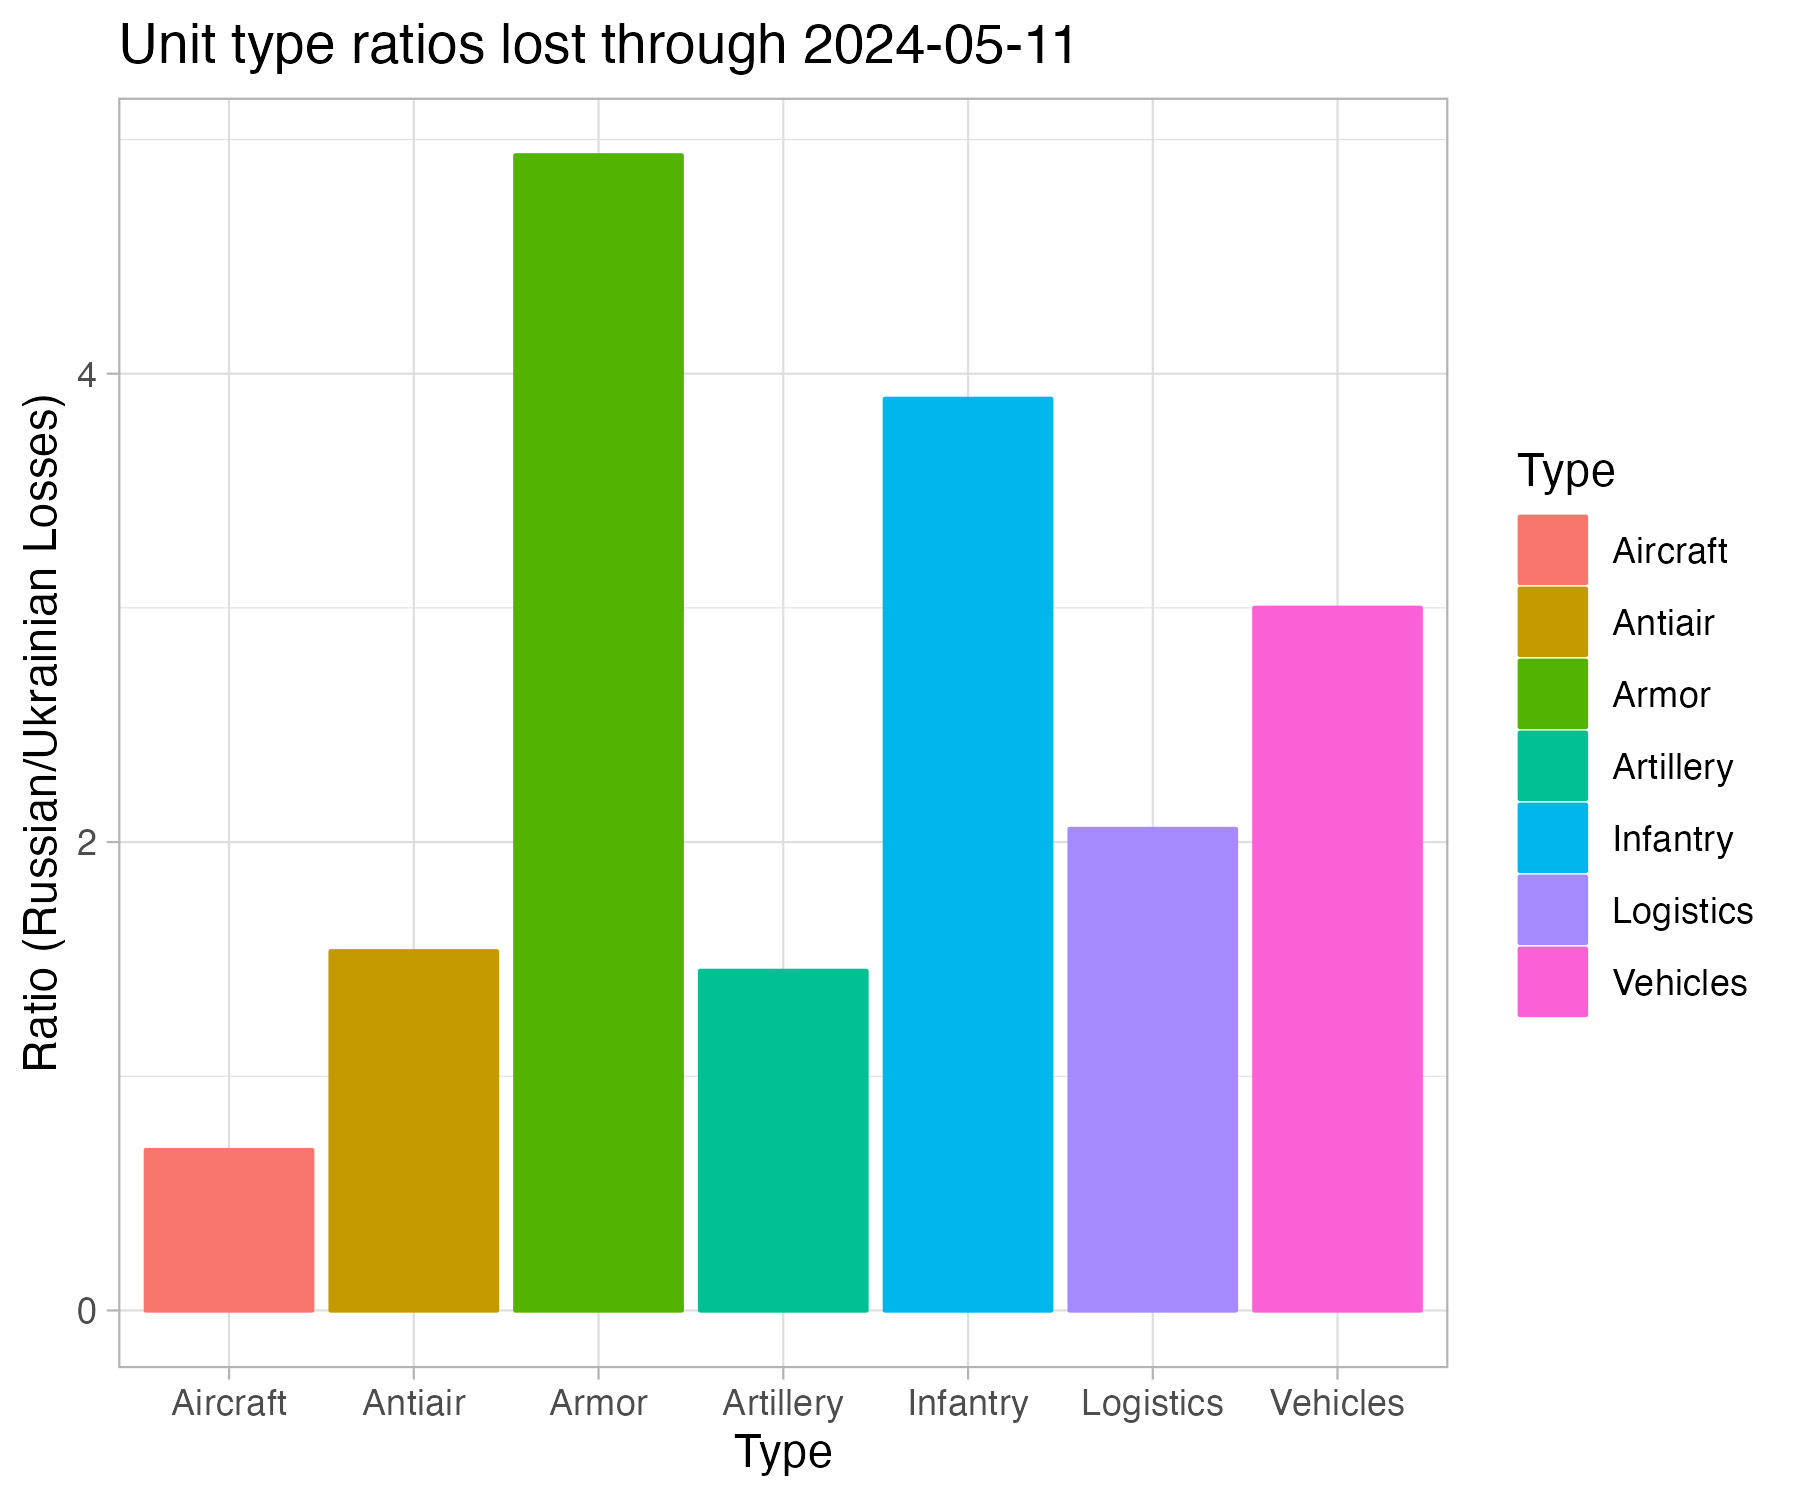 Unit type ratios lost through 2024-05-11
Ratio (Russian/Ukrainian Losses)
4
2
0
Aircraft
Antiair
Armor
Artillery
Infantry
Logistics
Vehicles
Type
Type
Aircraft
Antiair
Armor
Artillery
Infantry
Logistics
Vehicles